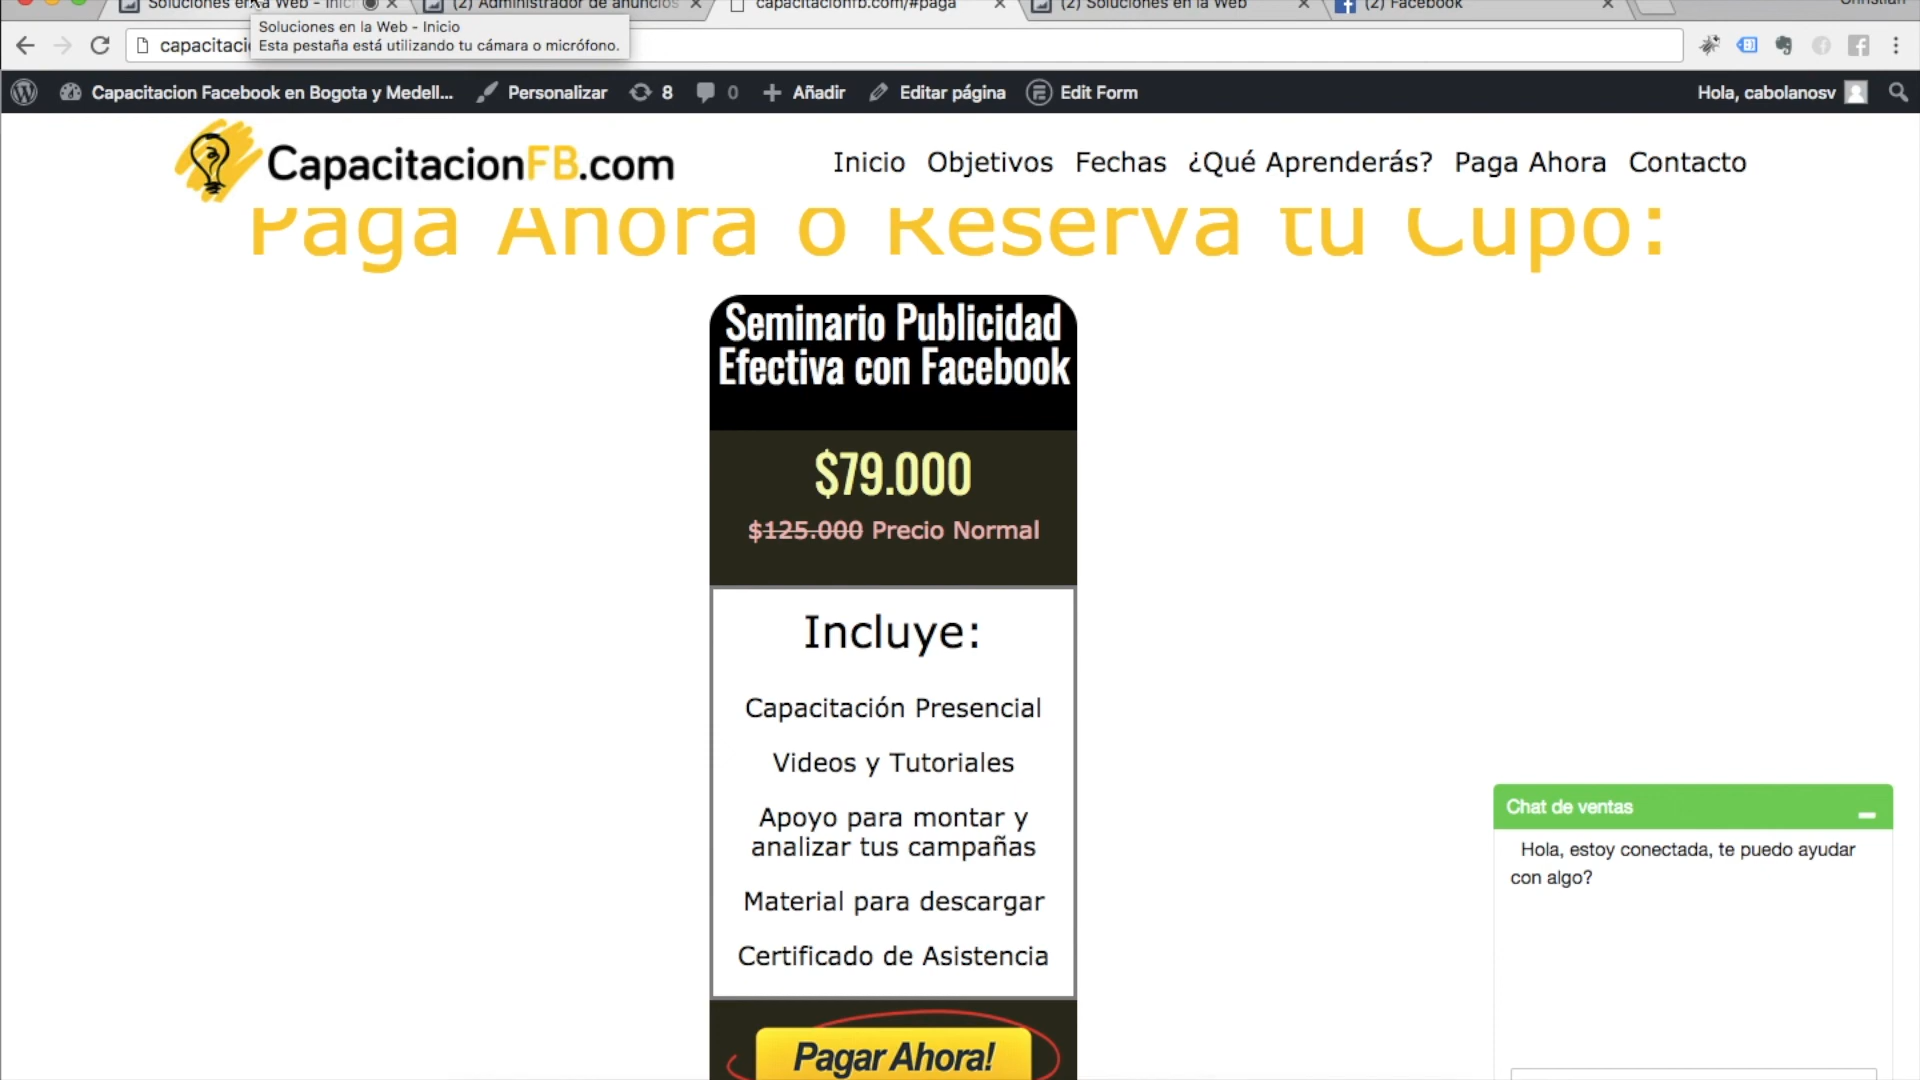 Soluciones en la Web - Inici
(2) Administrador de anuncios
capacitacionfb.com/#paga
(2) Soluciones en la Web
(2) Facebook
Christian
Soluciones en la Web - Inicio
Esta pestaña está utilizando tu cámara o micrófono.
capacitaci
Capacitacion Facebook en Bogota y Medell...
Personalizar
8
0
Añadir
Editar página
Edit Form
Hola, cabolanosv
CapacitacionFB.com
Inicio
Objetivos
Fechas
¿Qué Aprenderás?
Paga Ahora
Contacto
Paga Ahora o Reserva tu Cupo:
Seminario Publicidad
Efectiva con Facebook
$79.000
$125.000 Precio Normal
Incluye:
Capacitación Presencial
Videos y Tutoriales
Apoyo para montar y
analizar tus campañas
Material para descargar
Certificado de Asistencia
Pagar Ahora!
Chat de ventas
Hola, estoy conectada, te puedo ayudar
con algo?